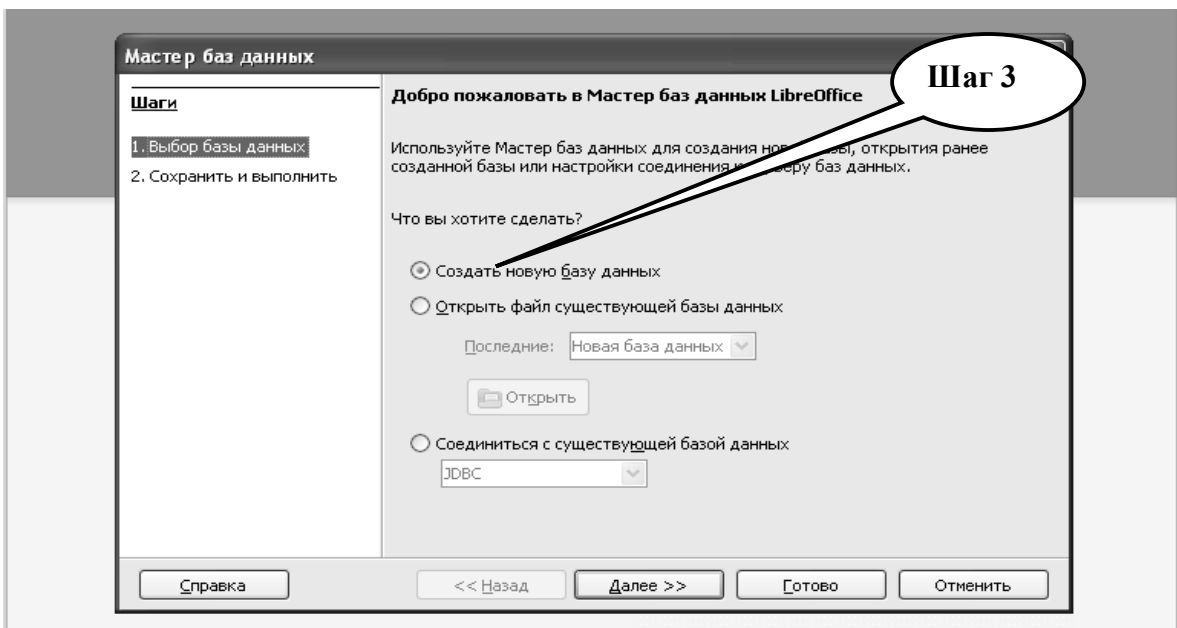 Мастер баз данных
Шаг 3
Шаги
1. Выбор базы данных
2. Сохранить и выполнить
Добро пожаловать в Мастер баз данных LibreOffice
Используйте Мастер баз данных для создания базы, открытия ранее
созданной базы или настройки соединения баз данных.
Что вы хотите сделать?
Создать новую базу данных
Открыть файл существующей базы данных
Последние: Новая база данных
Открыть
Соединиться с существующей базой данных
JDBC
Справка
<< Назад
Далее >>
Готово
Отменить